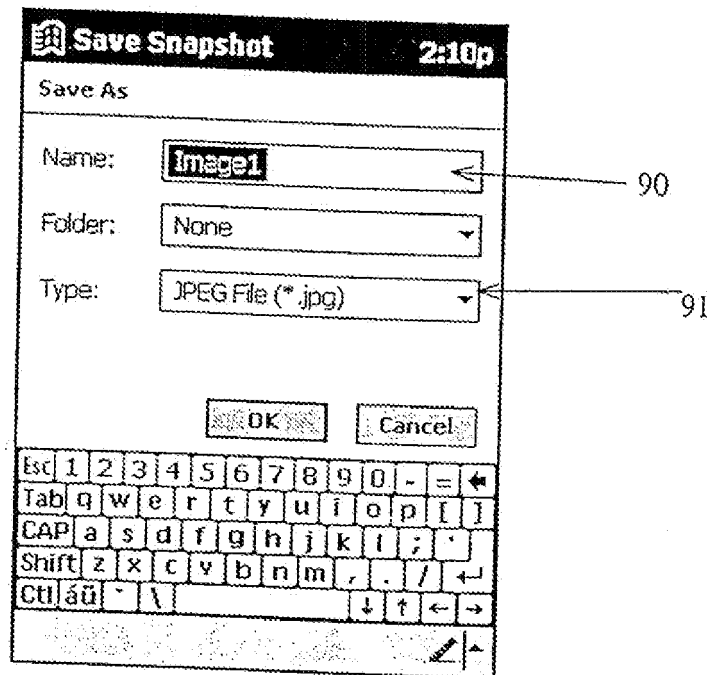 Save Snapshot 2:10p
Save As
Name: Image1
90
Folder: None
Type: JPEG File (*.jpg)
91
OK Cancel
Esc 1 2 3 4 5 6 7 8 9 0 - =
Tab q w e r t y u i o p [ ]
CAP a s d f g h j k l ; '
Shift z x c v b n m , . /
Ctl áü ` \